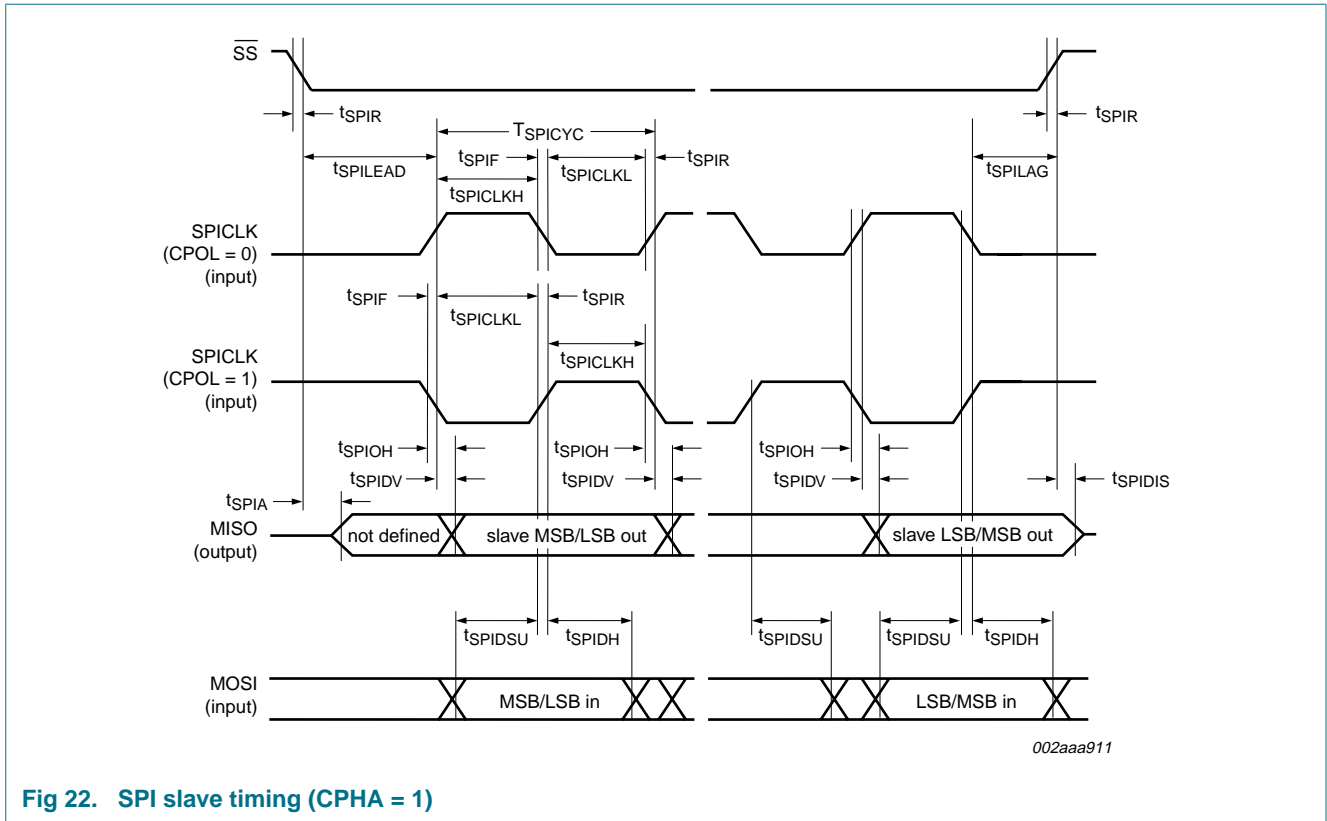 SS
tSPIR
TSPICYC
tSPIR
tSPILEAD
tSPIF
tSPICLKL
tSPIR
tSPILAG
tSPICLKH
SPICLK
(CPOL = 0)
(input)
tSPIF
tSPICLKL
tSPIR
SPICLK
(CPOL = 1)
(input)
tSPICLKH
tSPIOH
tSPIOH
tSPIOH
tSPIDV
tSPIDV
tSPIDV
tSPIDIS
tSPIA
MISO
(output)
not defined
slave MSB/LSB out
slave LSB/MSB out
tSPIDSU
tSPIDH
tSPIDSU
tSPIDSU
tSPIDH
MOSI
(input)
MSB/LSB in
LSB/MSB in
002aaa911
Fig 22. SPI slave timing (CPHA = 1)